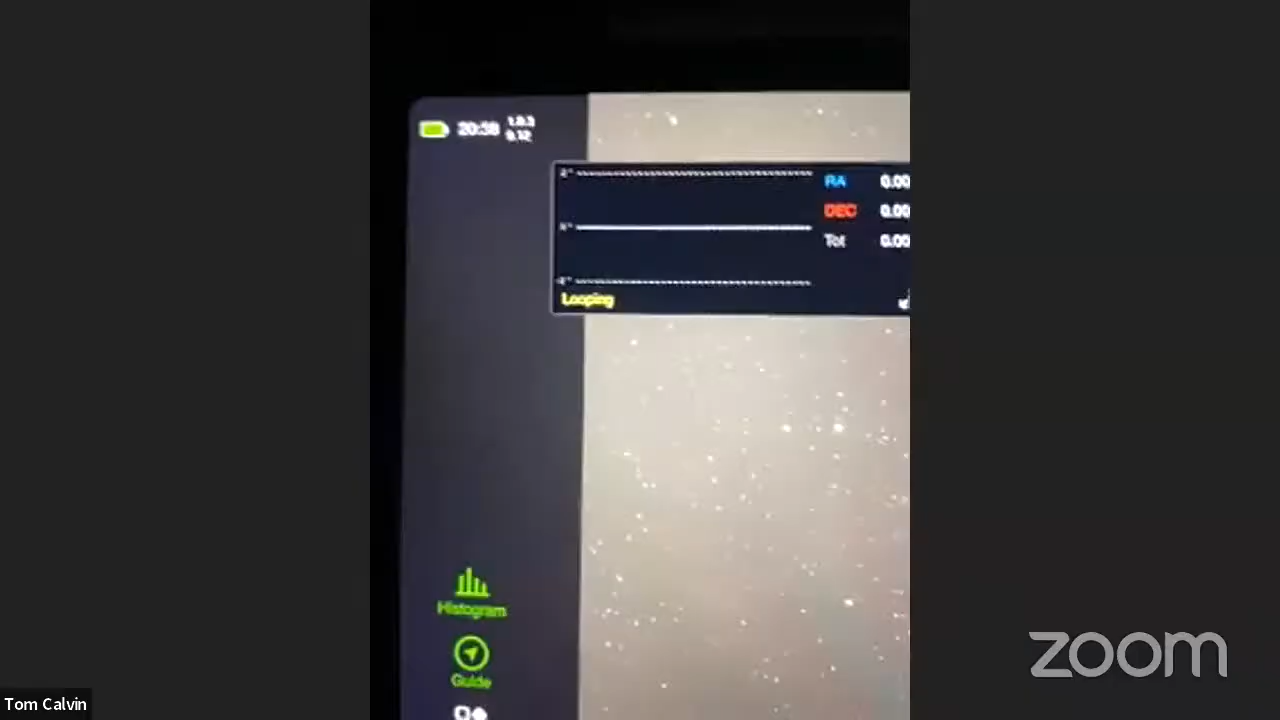 20:38
RA 0.00
DEC 0.00
Tot 0.00
Looping
Histogram
Guide
zoom
Tom Calvin